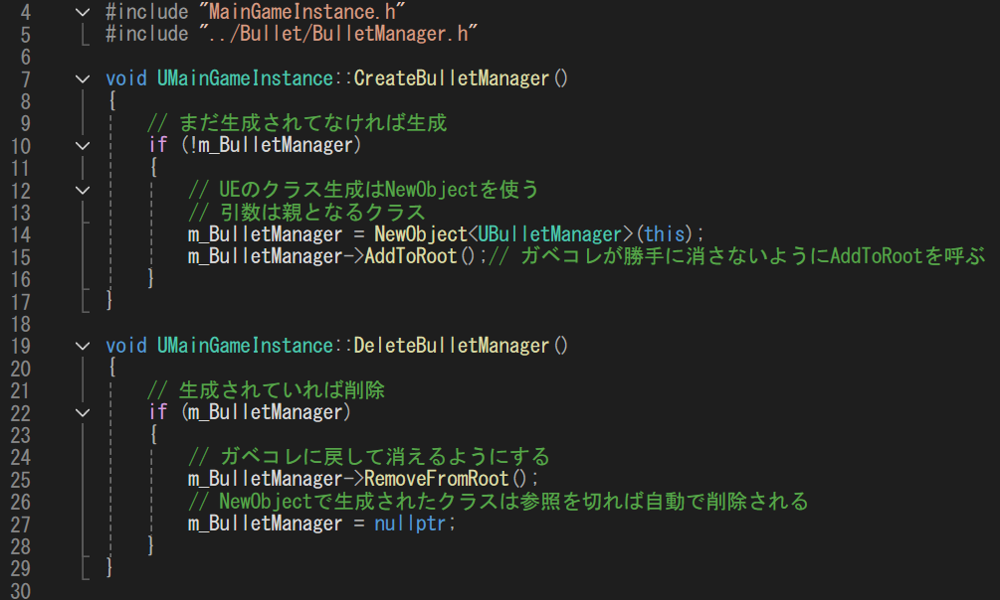 4 #include "MainGameInstance.h"
5 #include "../Bullet/BulletManager.h"
6
7 void UMainGameInstance::CreateBulletManager()
8 {
9 // まだ生成されてなければ生成
10 if (!m_BulletManager)
11 {
12 // UEのクラス生成はNewObjectを使う
13 // 引数は親となるクラス
14 m_BulletManager = NewObject<UBulletManager>(this);
15 m_BulletManager->AddToRoot();// ガベコレが勝手に消さないようにAddToRootを呼ぶ
16 }
17 }
18
19 void UMainGameInstance::DeleteBulletManager()
20 {
21 // 生成されていれば削除
22 if (m_BulletManager)
23 {
24 // ガベコレに戻して消えるようにする
25 m_BulletManager->RemoveFromRoot();
26 // NewObjectで生成されたクラスは参照を切れば自動で削除される
27 m_BulletManager = nullptr;
28 }
29 }
30